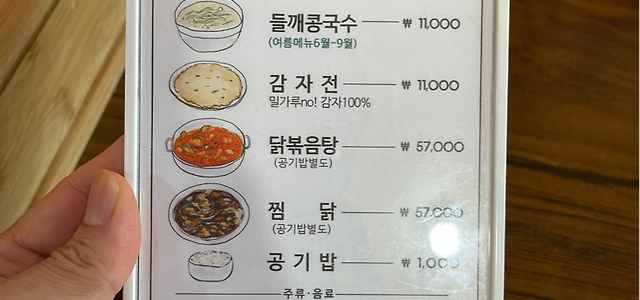 들깨콩국수 ₩ 11,000
(여름메뉴6월-9월)
감자전 ₩ 11,000
밀가루no! 감자100%
닭볶음탕 ₩ 57,000
(공기밥별도)
찜닭 ₩ 57,000
(공기밥별도)
공기밥 ₩ 1,000
주류·음료